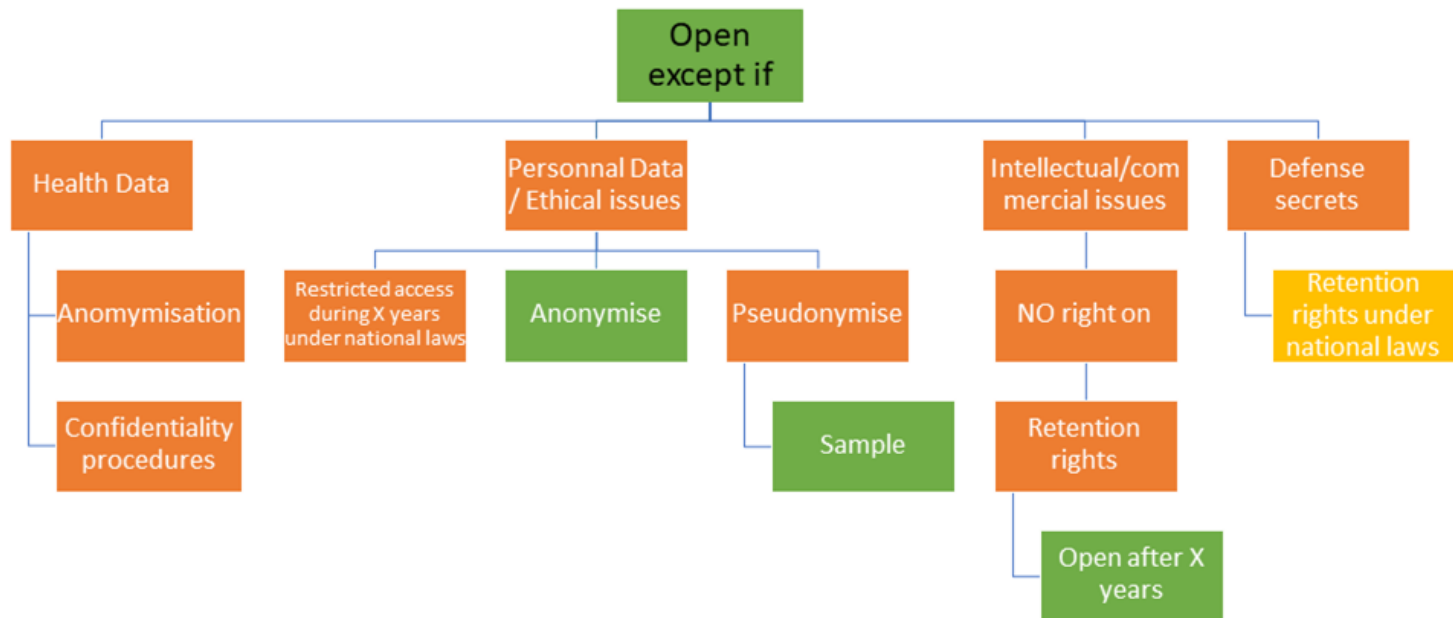 Open
except if
Health Data
Personnal Data
/ Ethical issues
Intellectual/com
mercial issues
Defense
secrets
Anomymisation
Restricted access
during X years
under national laws
Anonymise
Pseudonymise
NO right on
Retention
rights under
national laws
Confidentiality
procedures
Sample
Retention
rights
Open after X
years